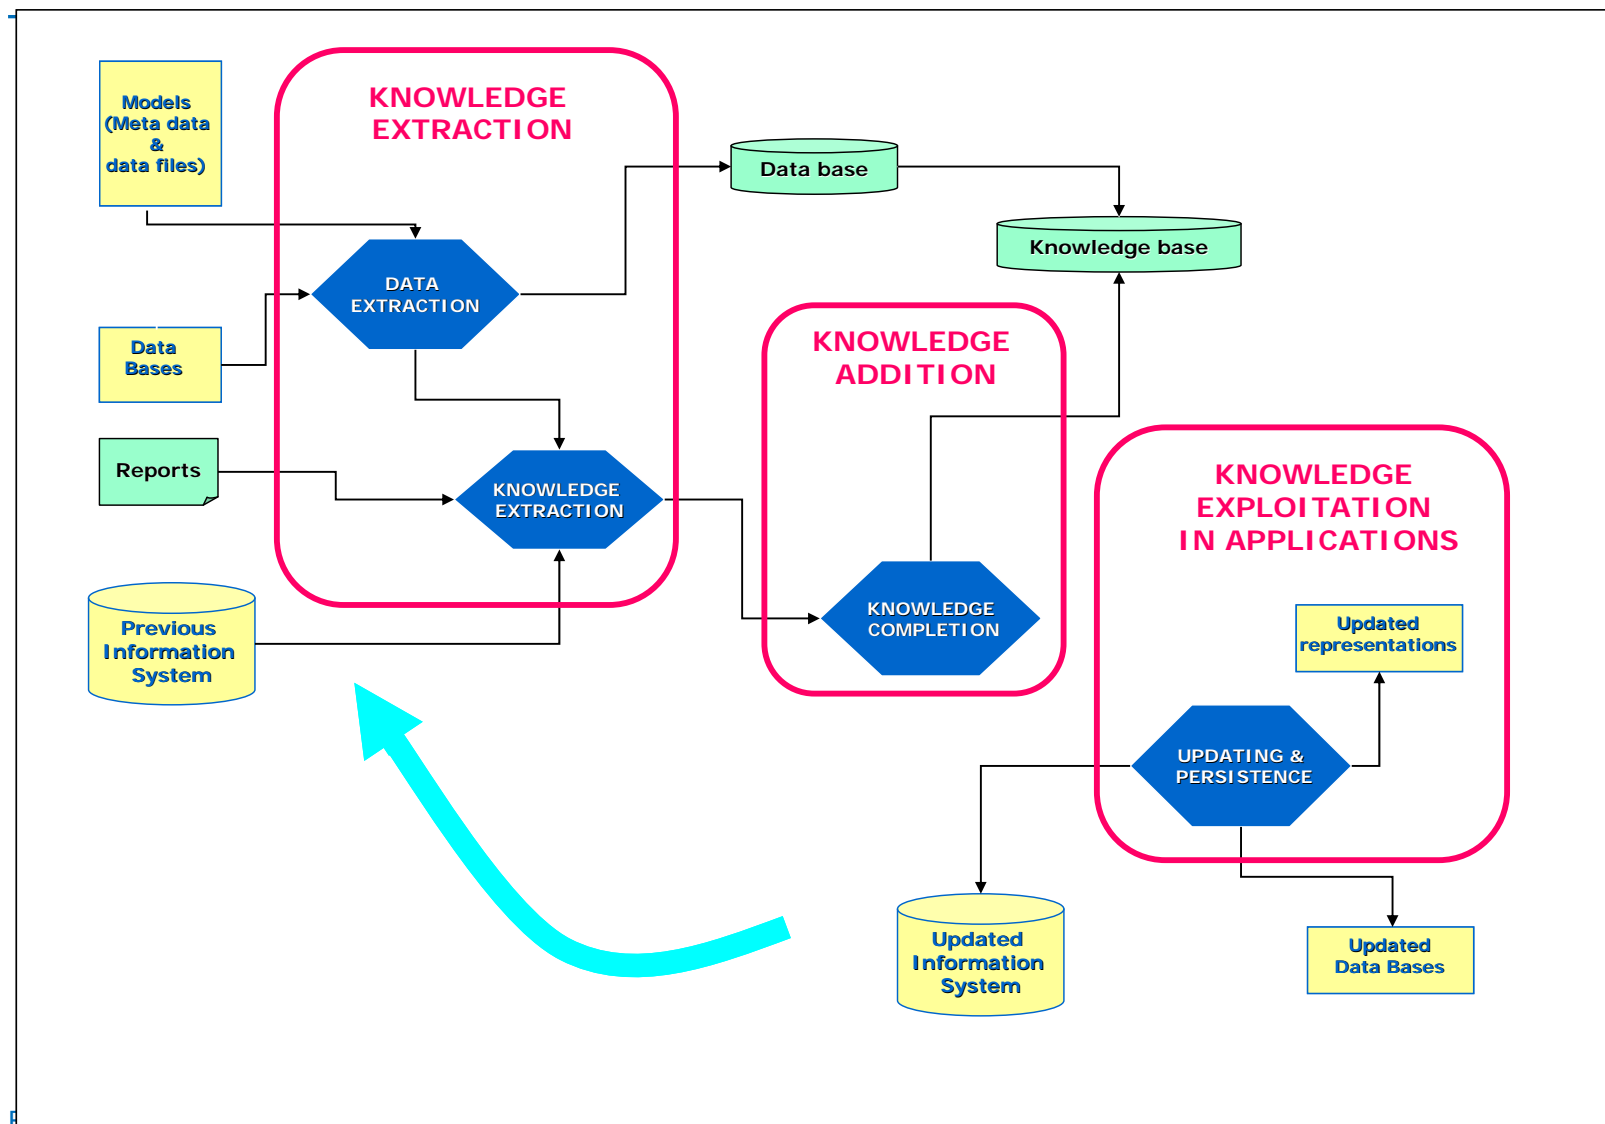 Models
(Meta data
&
data files)
KNOWLEDGE
EXTRACTION
Data base
Knowledge base
DATA
EXTRACTION
Data
Bases
KNOWLEDGE
ADDITION
Reports
KNOWLEDGE
EXTRACTION
KNOWLEDGE
EXPLOITATION
IN APPLICATIONS
Previous
Information
System
KNOWLEDGE
COMPLETION
Updated
representations
UPDATING &
PERSISTENCE
Updated
Information
System
Updated
Data Bases